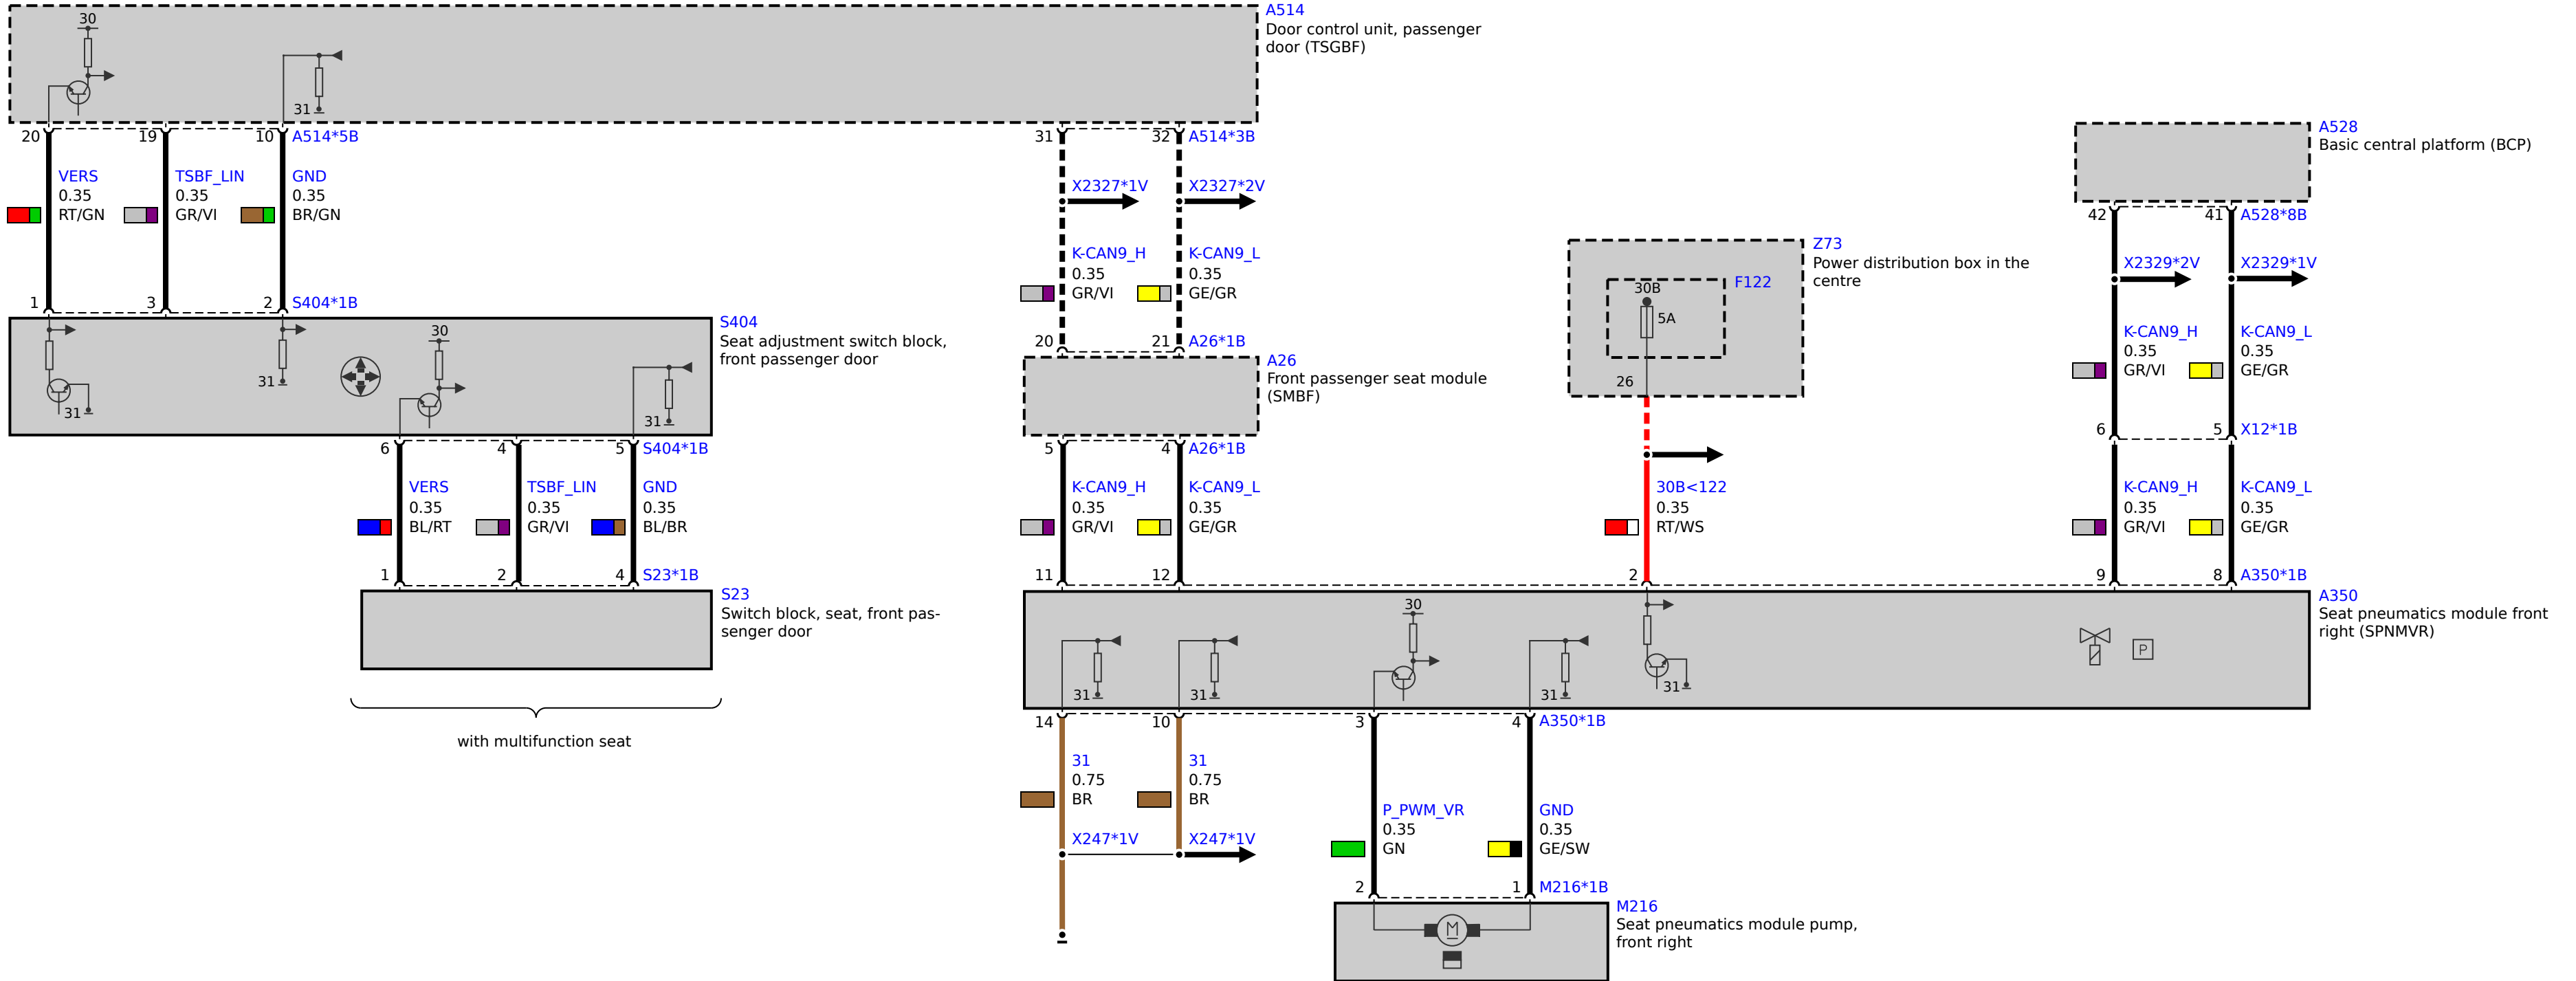 A514
Door control unit, passenger
door (TSGBF)
30
31
20
19
10
A514*5B
31
32
A514*3B
VERS
0.35
RT/GN
TSBF_LIN
0.35
GR/VI
GND
0.35
BR/GN
1
3
2
S404*1B
X2327*1V
X2327*2V
K-CAN9_H
0.35
GR/VI
K-CAN9_L
0.35
GE/GR
20
21
A26*1B
A528
Basic central platform (BCP)
42
41
A528*8B
X2329*2V
X2329*1V
K-CAN9_H
0.35
GR/VI
K-CAN9_L
0.35
GE/GR
6
5
X12*1B
K-CAN9_H
0.35
GR/VI
K-CAN9_L
0.35
GE/GR
9
8
A350*1B
Z73
Power distribution box in the
centre
F122
30B
5A
26
30B<122
0.35
RT/WS
2
S404
Seat adjustment switch block,
front passenger door
31
31
30
31
6
4
5
S404*1B
VERS
0.35
BL/RT
TSBF_LIN
0.35
GR/VI
GND
0.35
BL/BR
1
2
4
S23*1B
S23
Switch block, seat, front pas-
senger door
with multifunction seat
A26
Front passenger seat module
(SMBF)
5
4
A26*1B
K-CAN9_H
0.35
GR/VI
K-CAN9_L
0.35
GE/GR
11
12
A350
Seat pneumatics module front
right (SPNMVR)
31
31
30
31
31
P
14
10
3
4
A350*1B
31
0.75
BR
31
0.75
BR
X247*1V
X247*1V
P_PWM_VR
0.35
GN
GND
0.35
GE/SW
2
1
M216*1B
M216
Seat pneumatics module pump,
front right
M